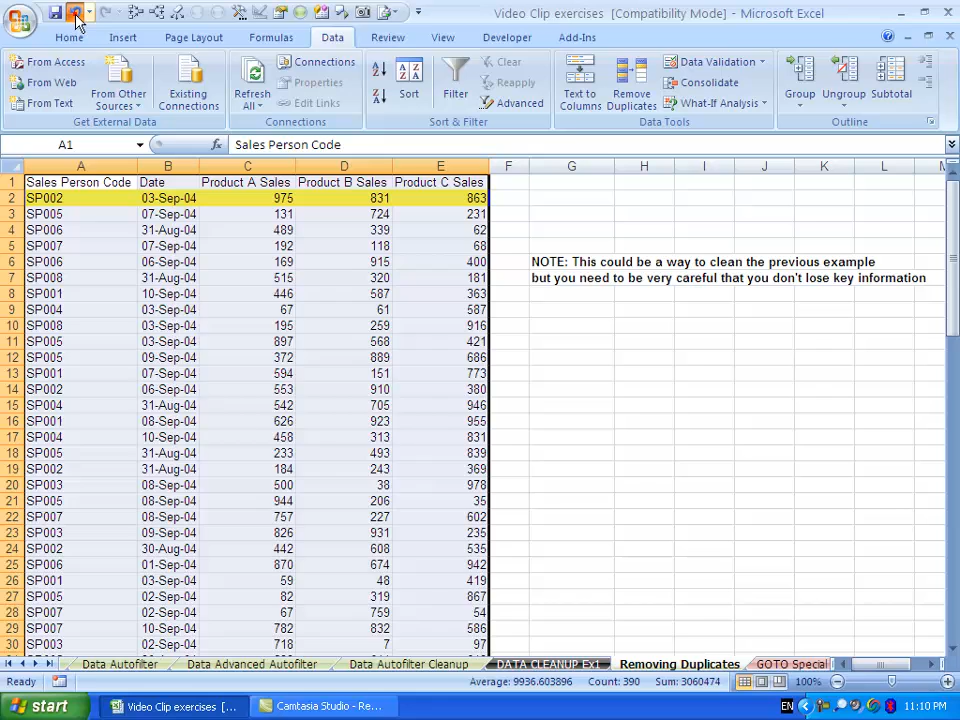 Video Clip exercises [Compatibility Mode] - Microsoft Excel
Home Insert Page Layout Formulas Data Review View Developer Add-Ins
From Access
From Web
From Text
From Other Sources
Existing Connections
Get External Data
Refresh All
Connections
Properties
Edit Links
Connections
Sort
Filter
Clear
Reapply
Advanced
Sort & Filter
Text to Columns
Remove Duplicates
Data Validation
Consolidate
What-If Analysis
Data Tools
Group
Ungroup
Subtotal
Outline
A1 fx Sales Person Code
A B C D E F G H I J K L M
1 Sales Person Code Date Product A Sales Product B Sales Product C Sales
2 SP002 03-Sep-04 975 831 863
3 SP005 07-Sep-04 131 724 231
4 SP006 31-Aug-04 489 339 62
5 SP007 07-Sep-04 192 118 68
6 SP006 06-Sep-04 169 915 400 NOTE: This could be a way to clean the previous example
7 SP008 31-Aug-04 515 320 181 but you need to be very careful that you don't lose key information
8 SP001 10-Sep-04 446 587 363
9 SP004 03-Sep-04 67 61 587
10 SP008 03-Sep-04 195 259 916
11 SP005 03-Sep-04 897 568 421
12 SP005 09-Sep-04 372 889 686
13 SP001 07-Sep-04 594 151 773
14 SP002 06-Sep-04 553 910 380
15 SP004 31-Aug-04 542 705 946
16 SP001 08-Sep-04 626 923 955
17 SP004 10-Sep-04 458 313 831
18 SP005 31-Aug-04 233 493 839
19 SP002 31-Aug-04 184 243 369
20 SP003 08-Sep-04 500 38 978
21 SP005 08-Sep-04 944 206 35
22 SP007 08-Sep-04 757 227 602
23 SP003 09-Sep-04 826 931 235
24 SP002 30-Aug-04 442 608 535
25 SP006 01-Sep-04 870 674 942
26 SP001 03-Sep-04 59 48 419
27 SP005 02-Sep-04 82 319 867
28 SP007 02-Sep-04 67 759 54
29 SP007 10-Sep-04 782 832 586
30 SP003 02-Sep-04 718 7 97
Data Autofilter Data Advanced Autofilter Data Autofilter Cleanup DATA CLEANUP Ex1 Removing Duplicates GOTO Special
Ready Average: 9936.603896 Count: 390 Sum: 3060474 100%
start Video Clip exercises [... Camtasia Studio - Re... EN 11:10 PM